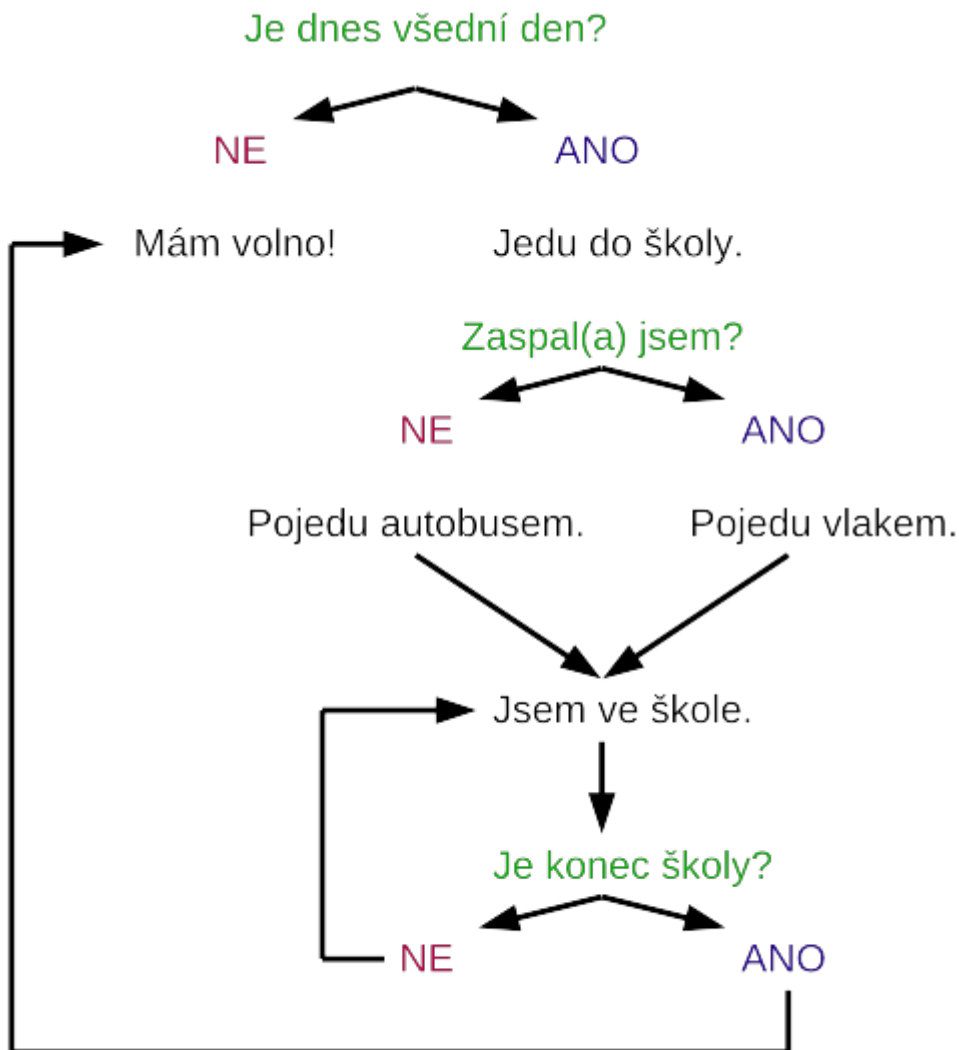 Je dnes všední den?
NE ANO
Mám volno! Jedu do školy.
Zaspal(a) jsem?
NE ANO
Pojedu autobusem. Pojedu vlakem.
Jsem ve škole.
Je konec školy?
NE ANO